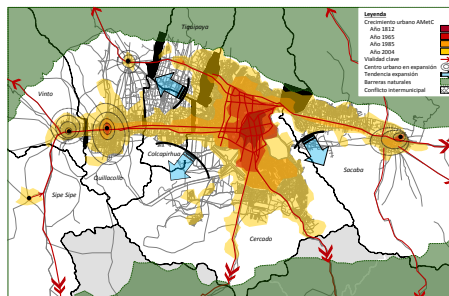 Leyenda
Crecimiento urbano AMetC
Año 1812
Año 1965
Año 1985
Año 2004
Vialidad clave
Centro urbano en expansión
Tendencia expansión
Barreras naturales
Conflicto intermunicipal
Tiquipaya
Vinto
Colcapirhua
Quillacollo
Sipe Sipe
Sacaba
Cercado